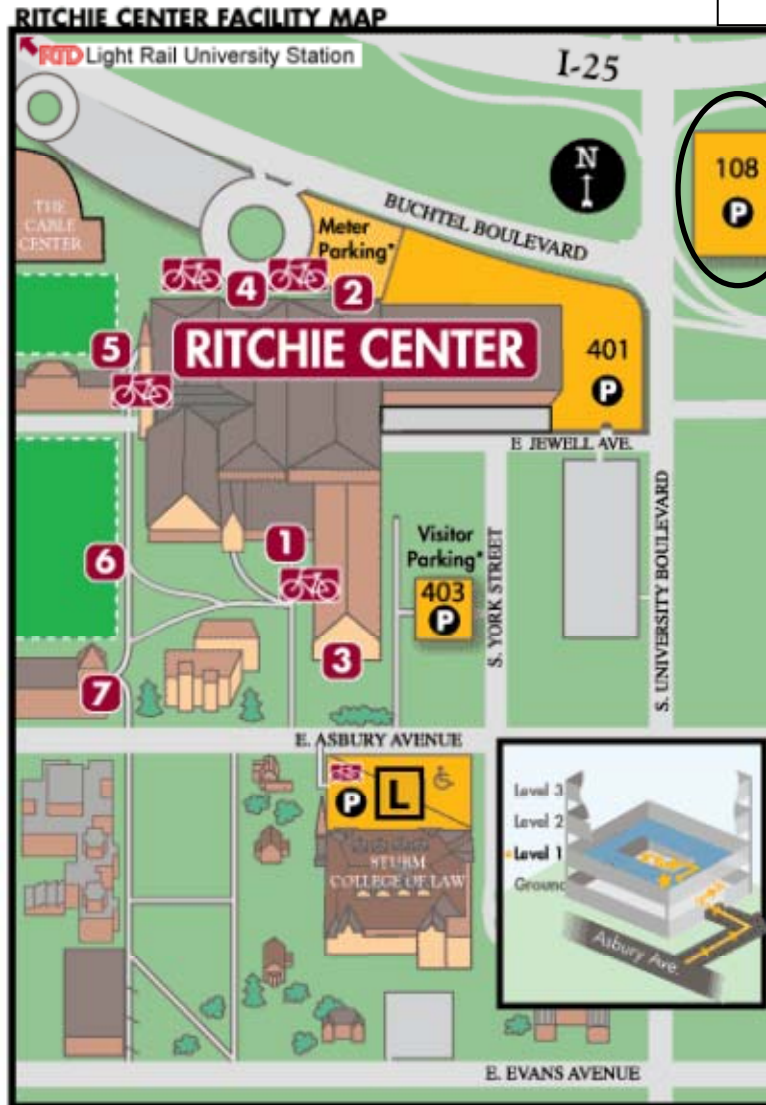 RITCHIE CENTER FACILITY MAP
RTD Light Rail University Station
I-25
N
108
P
THE
CABLE
CENTER
Meter
Parking*
BUCHTEL BOULEVARD
4
2
5
RITCHIE CENTER
401
P
E JEWELL AVE.
1
Visitor
Parking*
403
P
6
S. YORK STREET
S. UNIVERSITY BOULEVARD
3
7
E. ASBURY AVENUE
P
L
STURM
COLLEGE OF LAW
Level 3
Level 2
Level 1
Ground
Asbury Ave.
E. EVANS AVENUE